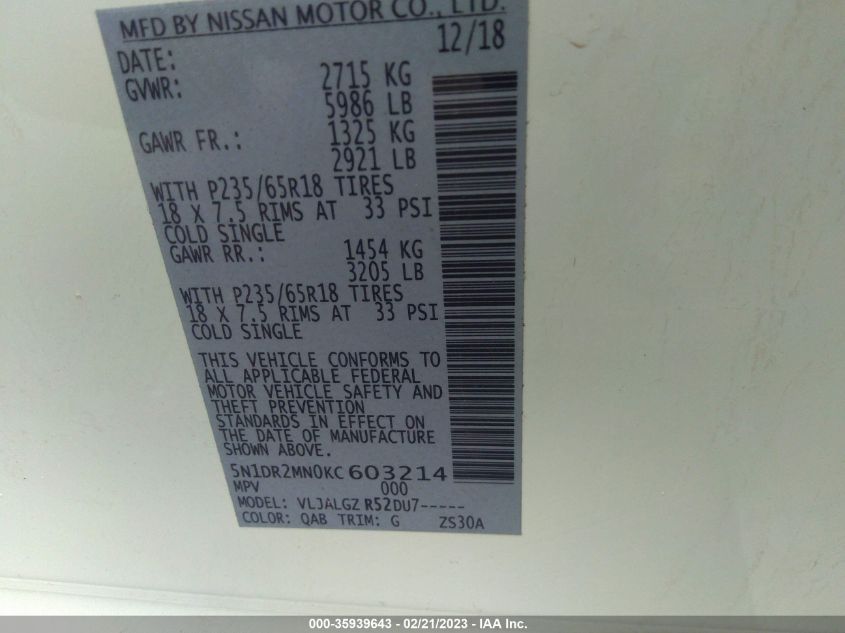 MFD BY NISSAN MOTOR CO., LTD.
DATE: 12/18
GVWR: 2715 KG
5986 LB
GAWR FR.: 1325 KG
2921 LB
WITH P235/65R18 TIRES
18 X 7.5 RIMS AT 33 PSI
COLD SINGLE
GAWR RR.: 1454 KG
3205 LB
WITH P235/65R18 TIRES
18 X 7.5 RIMS AT 33 PSI
COLD SINGLE
THIS VEHICLE CONFORMS TO
ALL APPLICABLE FEDERAL
MOTOR VEHICLE SAFETY AND
THEFT PREVENTION
STANDARDS IN EFFECT ON
THE DATE OF MANUFACTURE
SHOWN ABOVE.
5N1DR2MN0KC603214
MPV 000
MODEL: VLJALGZ R52DU7-----
COLOR: QAB TRIM: G ZS30A
000-35939643 - 02/21/2023 - IAA Inc.